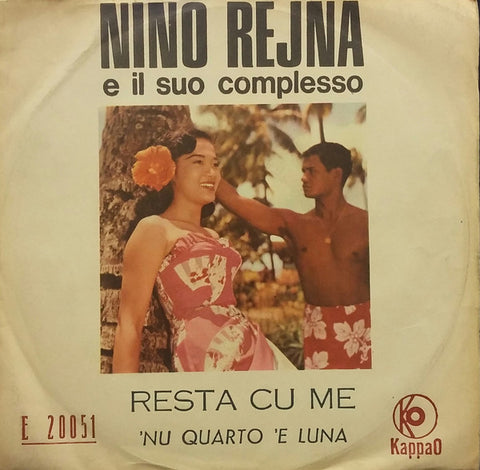 NINO REJNA
e il suo complesso
RESTA CU ME
'NU QUARTO 'E LUNA
E 20051
KO
KappaO